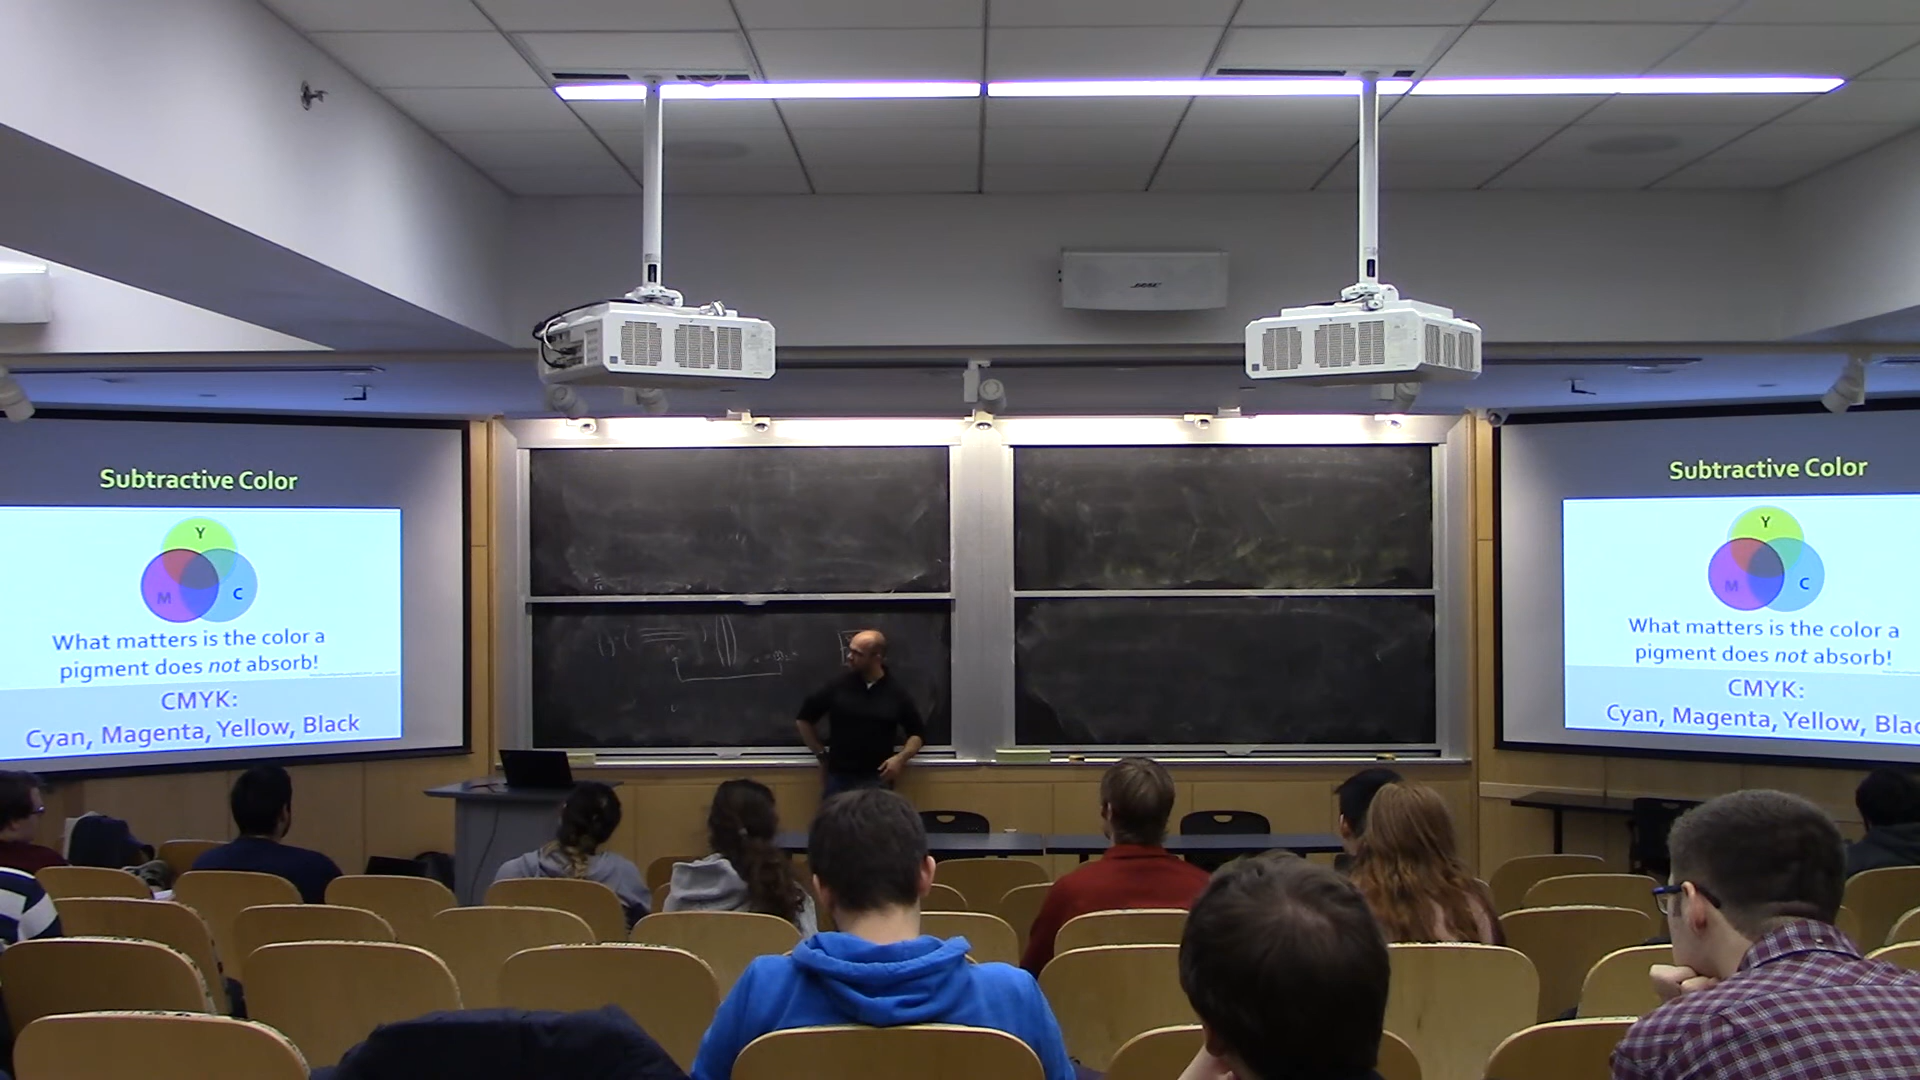 BOSE
Subtractive Color
Y
M
C
What matters is the color a
pigment does not absorb!
CMYK:
Cyan, Magenta, Yellow, Black
Subtractive Color
Y
M
C
What matters is the color a
pigment does not absorb!
CMYK:
Cyan, Magenta, Yellow, Blac